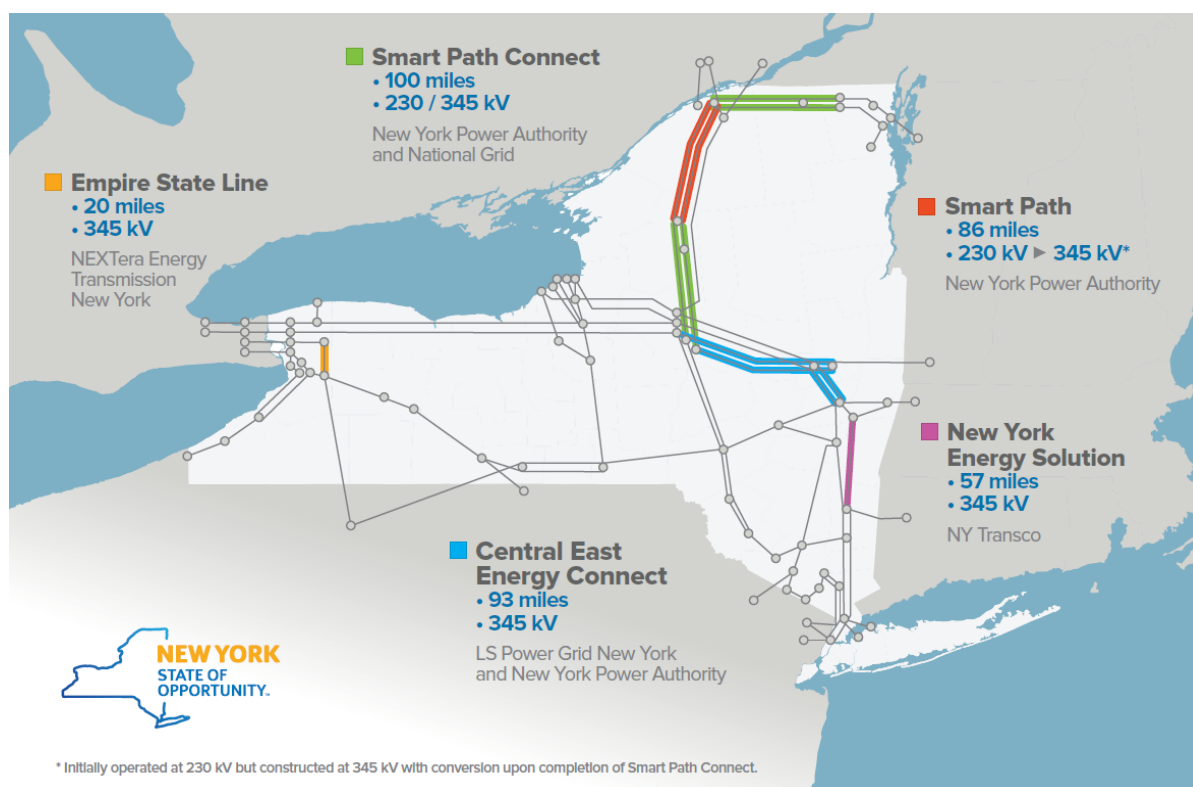 Smart Path Connect
• 100 miles
• 230 / 345 kV
New York Power Authority
and National Grid
Empire State Line
• 20 miles
• 345 kV
NEXTera Energy
Transmission
New York
Smart Path
• 86 miles
• 230 kV ▶ 345 kV*
New York Power Authority
New York
Energy Solution
• 57 miles
• 345 kV
NY Transco
Central East
Energy Connect
• 93 miles
• 345 kV
LS Power Grid New York
and New York Power Authority
NEW YORK
STATE OF
OPPORTUNITY™
* Initially operated at 230 kV but constructed at 345 kV with conversion upon completion of Smart Path Connect.